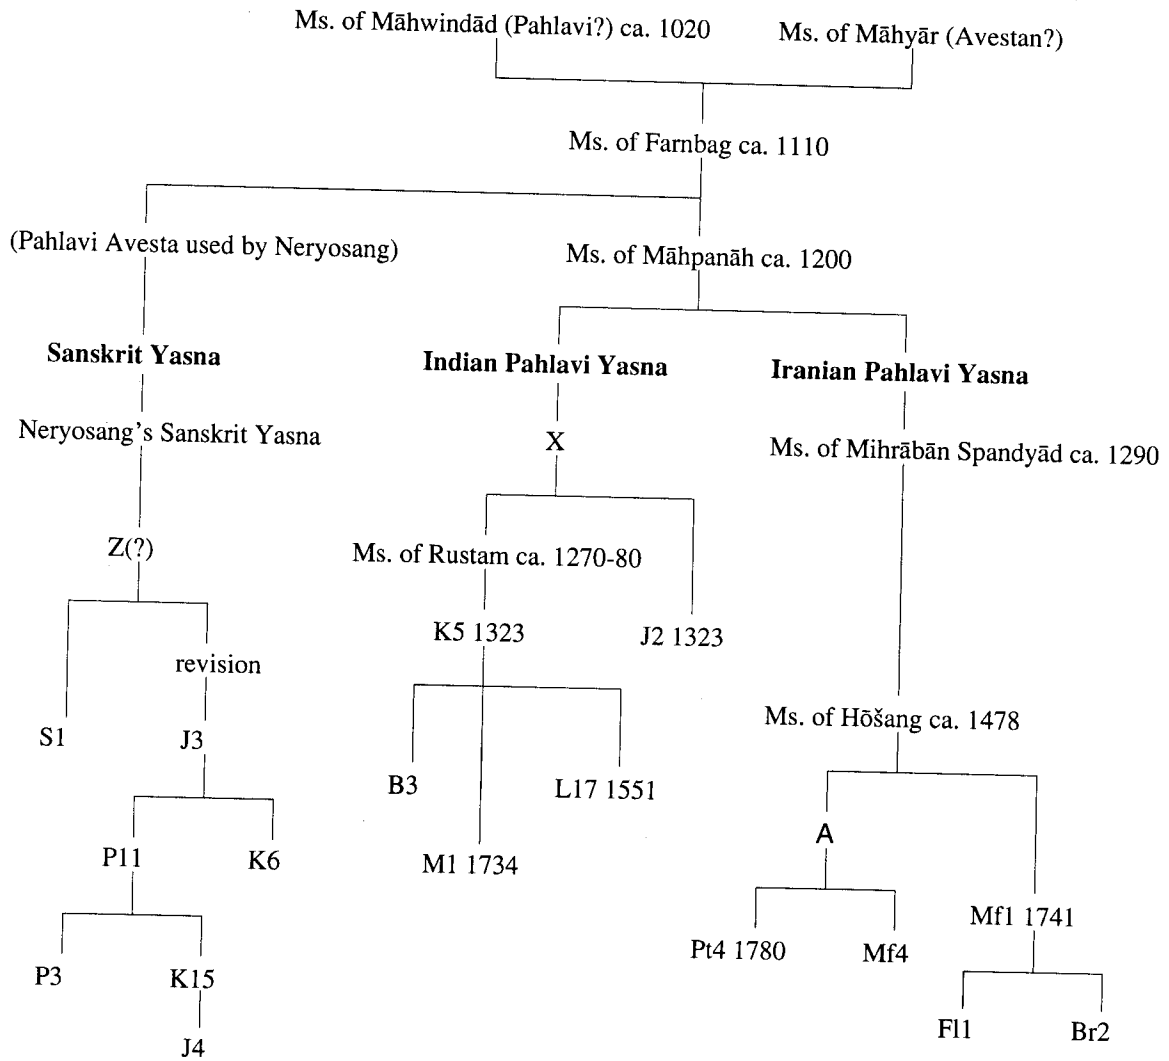 Ms. of Māhwindād (Pahlavi?) ca. 1020
Ms. of Māhyār (Avestan?)
Ms. of Farnbag ca. 1110
(Pahlavi Avesta used by Neryosang)
Ms. of Māhpanāh ca. 1200
Sanskrit Yasna
Indian Pahlavi Yasna
Iranian Pahlavi Yasna
Neryosang's Sanskrit Yasna
X
Ms. of Mihrābān Spandyād ca. 1290
Z(?)
Ms. of Rustam ca. 1270-80
K5 1323
J2 1323
revision
Ms. of Hōšang ca. 1478
S1
J3
B3
L17 1551
A
P11
K6
M1 1734
Mf1 1741
Pt4 1780
Mf4
P3
K15
Fl1
Br2
J4